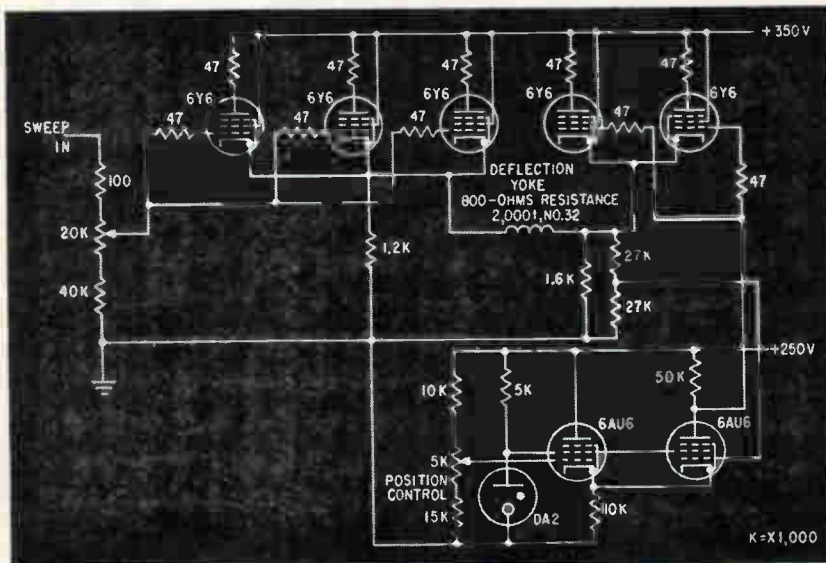 +350V
47
47
47
47
47
6Y6
6Y6
6Y6
6Y6
6Y6
SWEEP
IN
47
47
47
47
47
100
20K
40K
DEFLECTION
YOKE
800-OHMS RESISTANCE
2,000t, NO.32
1.2K
1.6K
27K
27K
+250V
10K
5K
50K
6AU6
6AU6
5K
POSITION
CONTROL
15K
DA2
110K
K=X1,000